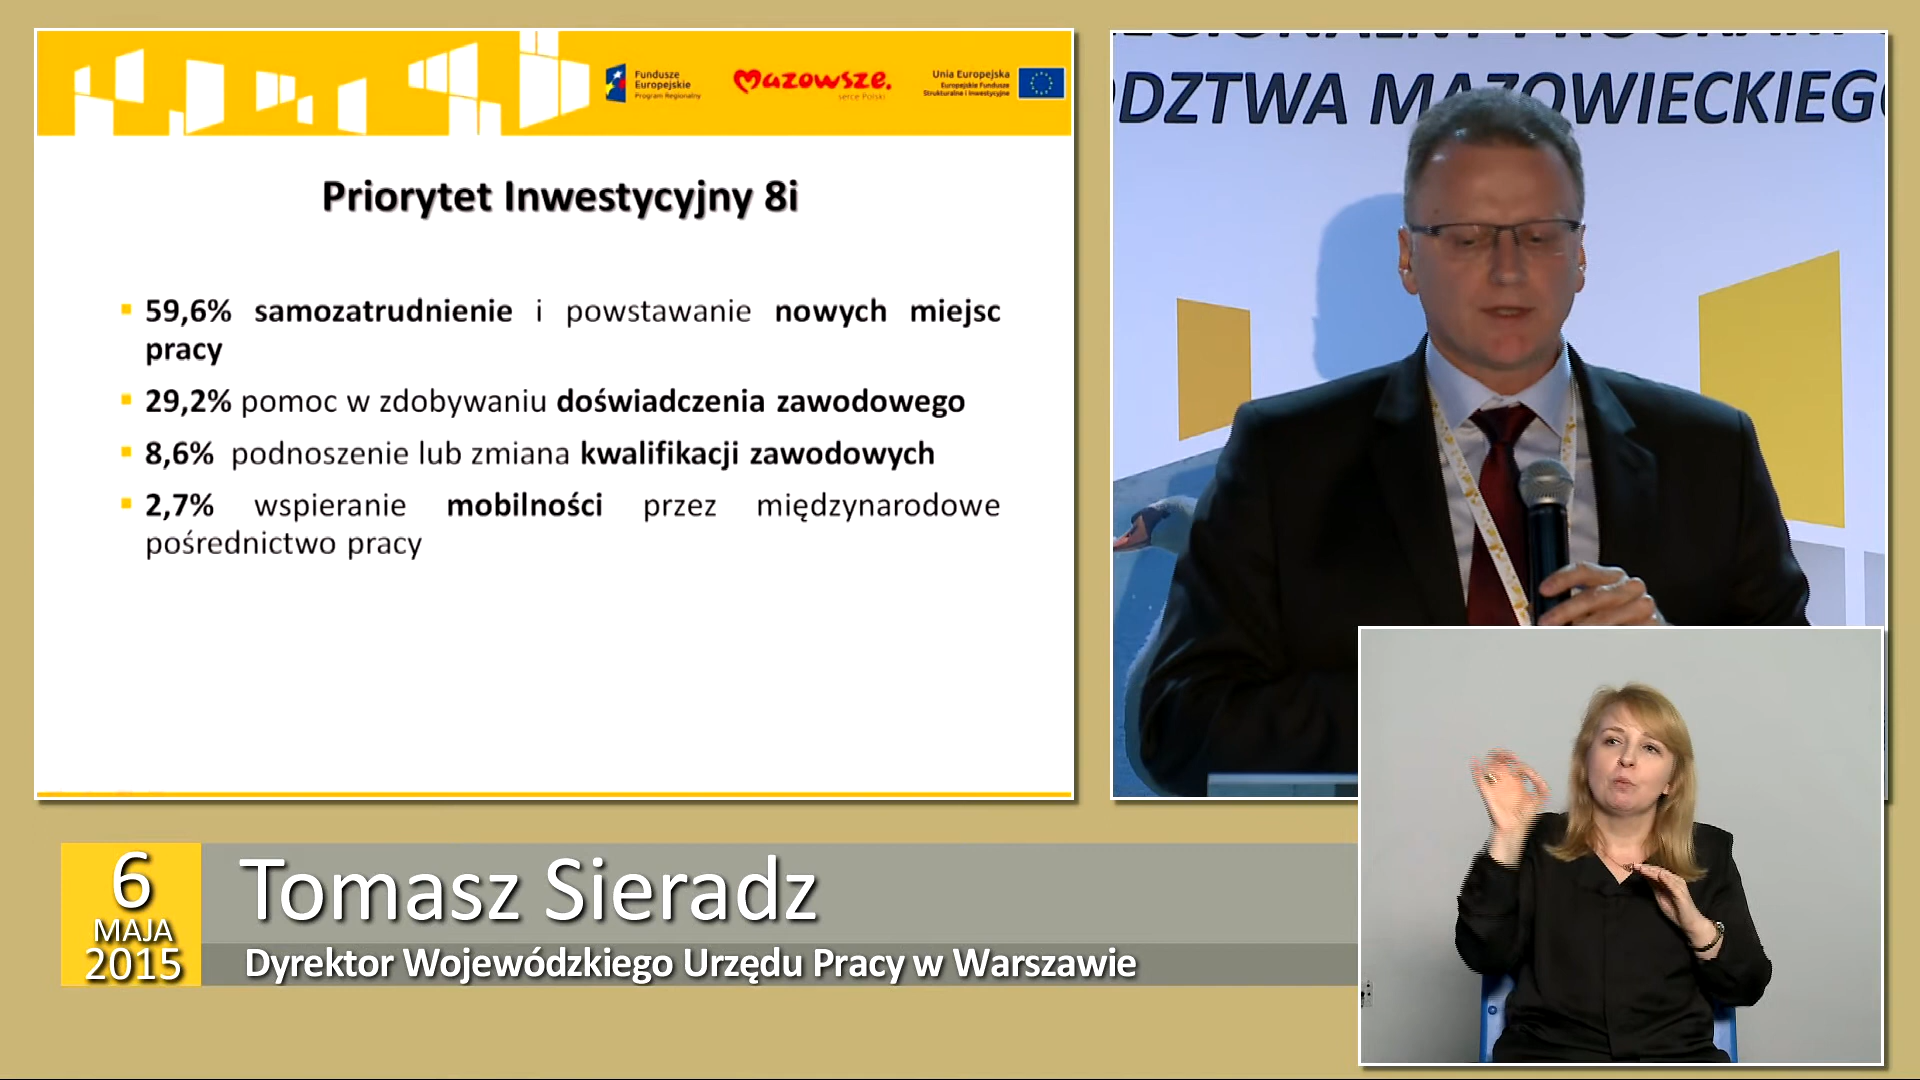 Fundusze
Europejskie
Program Regionalny
mazowsze.
serce Polski
Unia Europejska
Europejskie Fundusze
Strukturalne i Inwestycyjne
Priorytet Inwestycyjny 8i
59,6% samozatrudnienie i powstawanie nowych miejsc
pracy
29,2% pomoc w zdobywaniu doświadczenia zawodowego
8,6% podnoszenie lub zmiana kwalifikacji zawodowych
2,7% wspieranie mobilności przez międzynarodowe
pośrednictwo pracy
DZTWA MAZOWIECKIEGO
6
MAJA
2015
Tomasz Sieradz
Dyrektor Wojewódzkiego Urzędu Pracy w Warszawie